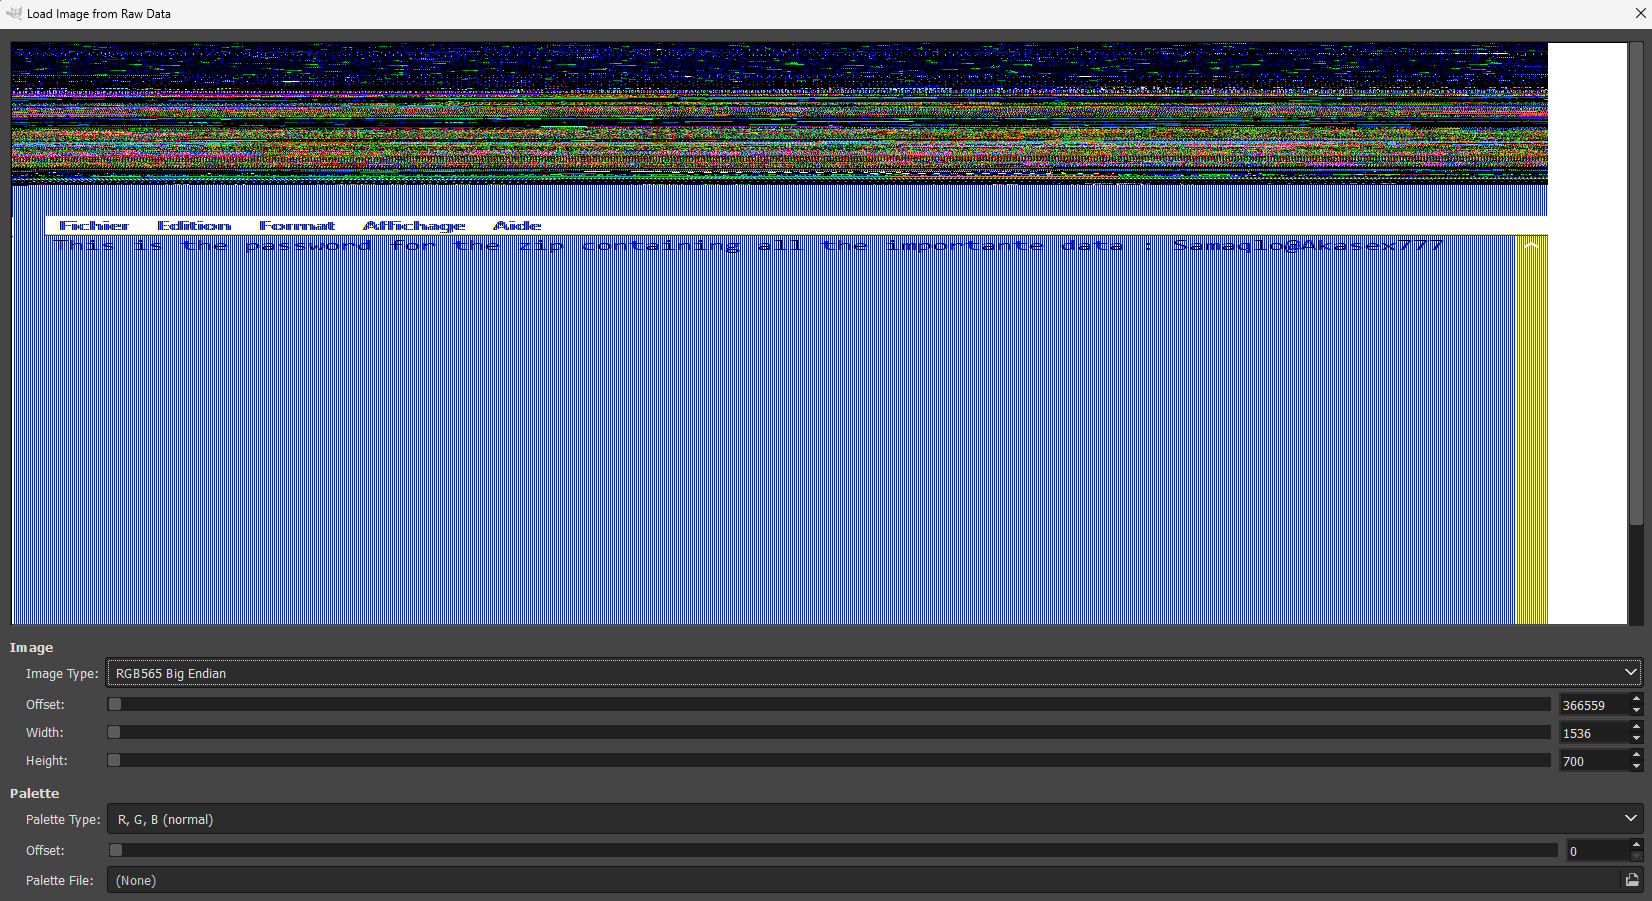 Load Image from Raw Data
Fichier Edition Format Affichage Aide
This is the password for the zip containing all the importante data : Samaqlo@Akasex777
Image
Image Type: RGB565 Big Endian
Offset: 366559
Width: 1536
Height: 700
Palette
Palette Type: R, G, B (normal)
Offset: 0
Palette File: (None)